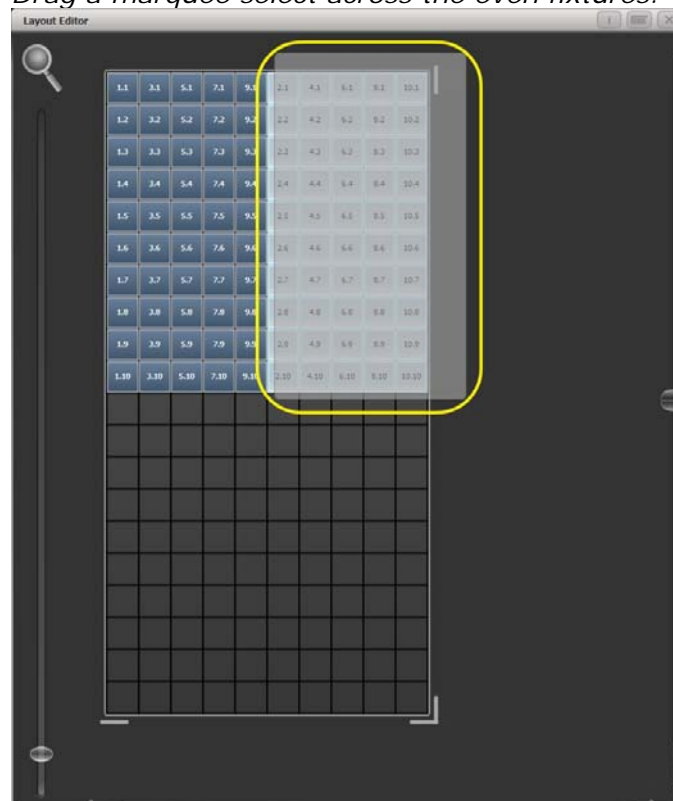 Drag a marquee select across the even fixtures.
Layout Editor
1.1 3.1 5.1 7.1 9.1 2.1 4.1 6.1 8.1 10.1
1.2 3.2 5.2 7.2 9.2 2.2 4.2 6.2 8.2 10.2
1.3 3.3 5.3 7.3 9.3 2.3 4.3 6.3 8.3 10.3
1.4 3.4 5.4 7.4 9.4 2.4 4.4 6.4 8.4 10.4
1.5 3.5 5.5 7.5 9.5 2.5 4.5 6.5 8.5 10.5
1.6 3.6 5.6 7.6 9.6 2.6 4.6 6.6 8.6 10.6
1.7 3.7 5.7 7.7 9.7 2.7 4.7 6.7 8.7 10.7
1.8 3.8 5.8 7.8 9.8 2.8 4.8 6.8 8.8 10.8
1.9 3.9 5.9 7.9 9.9 2.9 4.9 6.9 8.9 10.9
1.10 3.10 5.10 7.10 9.10 2.10 4.10 6.10 8.10 10.10